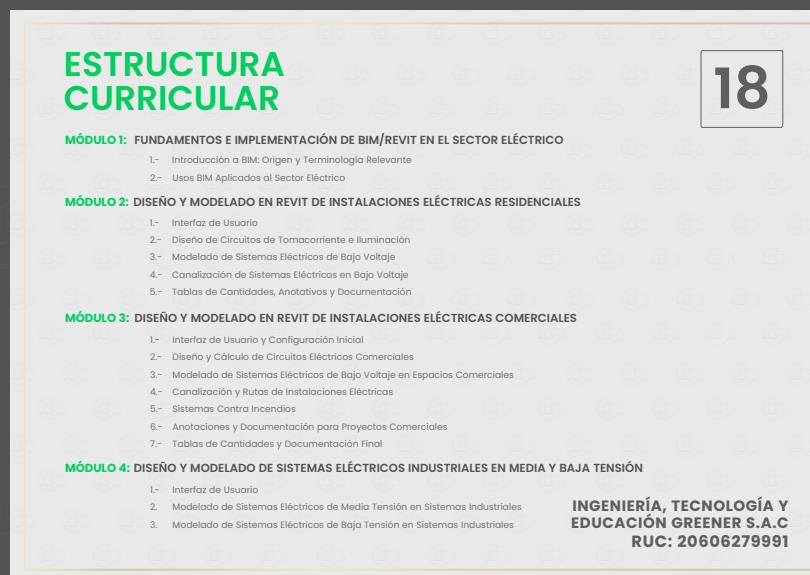 ESTRUCTURA
CURRICULAR
18
MÓDULO 1: FUNDAMENTOS E IMPLEMENTACIÓN DE BIM/REVIT EN EL SECTOR ELÉCTRICO
1.- Introducción a BIM: Origen y Terminología Relevante
2.- Usos BIM Aplicados al Sector Eléctrico
MÓDULO 2: DISEÑO Y MODELADO EN REVIT DE INSTALACIONES ELÉCTRICAS RESIDENCIALES
1.- Interfaz de Usuario
2.- Diseño de Circuitos de Tomacorriente e Iluminación
3.- Modelado de Sistemas Eléctricos de Bajo Voltaje
4.- Canalización de Sistemas Eléctricos en Bajo Voltaje
5.- Tablas de Cantidades, Anotativos y Documentación
MÓDULO 3: DISEÑO Y MODELADO EN REVIT DE INSTALACIONES ELÉCTRICAS COMERCIALES
1.- Interfaz de Usuario y Configuración Inicial
2.- Diseño y Cálculo de Circuitos Eléctricos Comerciales
3.- Modelado de Sistemas Eléctricos de Bajo Voltaje en Espacios Comerciales
4.- Canalización y Rutas de Instalaciones Eléctricas
5.- Sistemas Contra Incendios
6.- Anotaciones y Documentación para Proyectos Comerciales
7.- Tablas de Cantidades y Documentación Final
MÓDULO 4: DISEÑO Y MODELADO DE SISTEMAS ELÉCTRICOS INDUSTRIALES EN MEDIA Y BAJA TENSIÓN
1.- Interfaz de Usuario
2. Modelado de Sistemas Eléctricos de Media Tensión en Sistemas Industriales
3. Modelado de Sistemas Eléctricos de Baja Tensión en Sistemas Industriales
INGENIERÍA, TECNOLOGÍA Y
EDUCACIÓN GREENER S.A.C
RUC: 20606279991